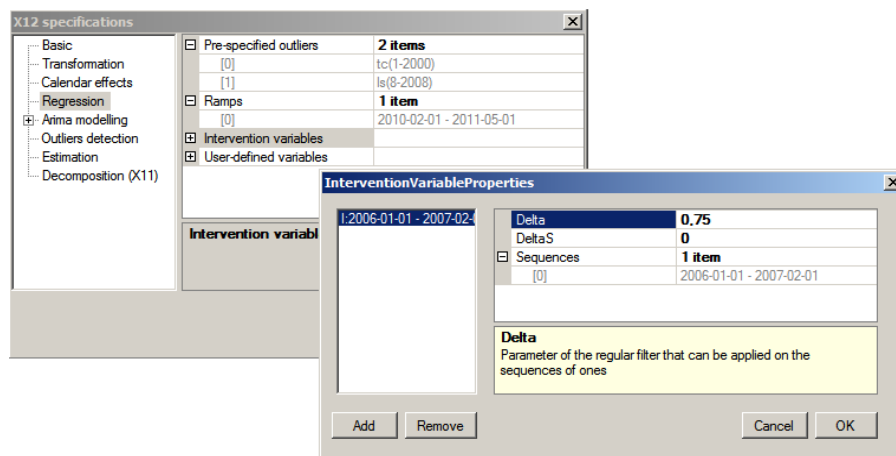 X12 specifications
Basic
Transformation
Calendar effects
Regression
Arima modelling
Outliers detection
Estimation
Decomposition (X11)
Pre-specified outliers 2 items
[0] tc(1-2000)
[1] ls(8-2008)
Ramps 1 item
[0] 2010-02-01 - 2011-05-01
Intervention variables
User-defined variables
Intervention variabl
InterventionVariableProperties
I:2006-01-01 - 2007-02-
Delta 0,75
DeltaS 0
Sequences 1 item
[0] 2006-01-01 - 2007-02-01
Delta
Parameter of the regular filter that can be applied on the
sequences of ones
Add Remove Cancel OK